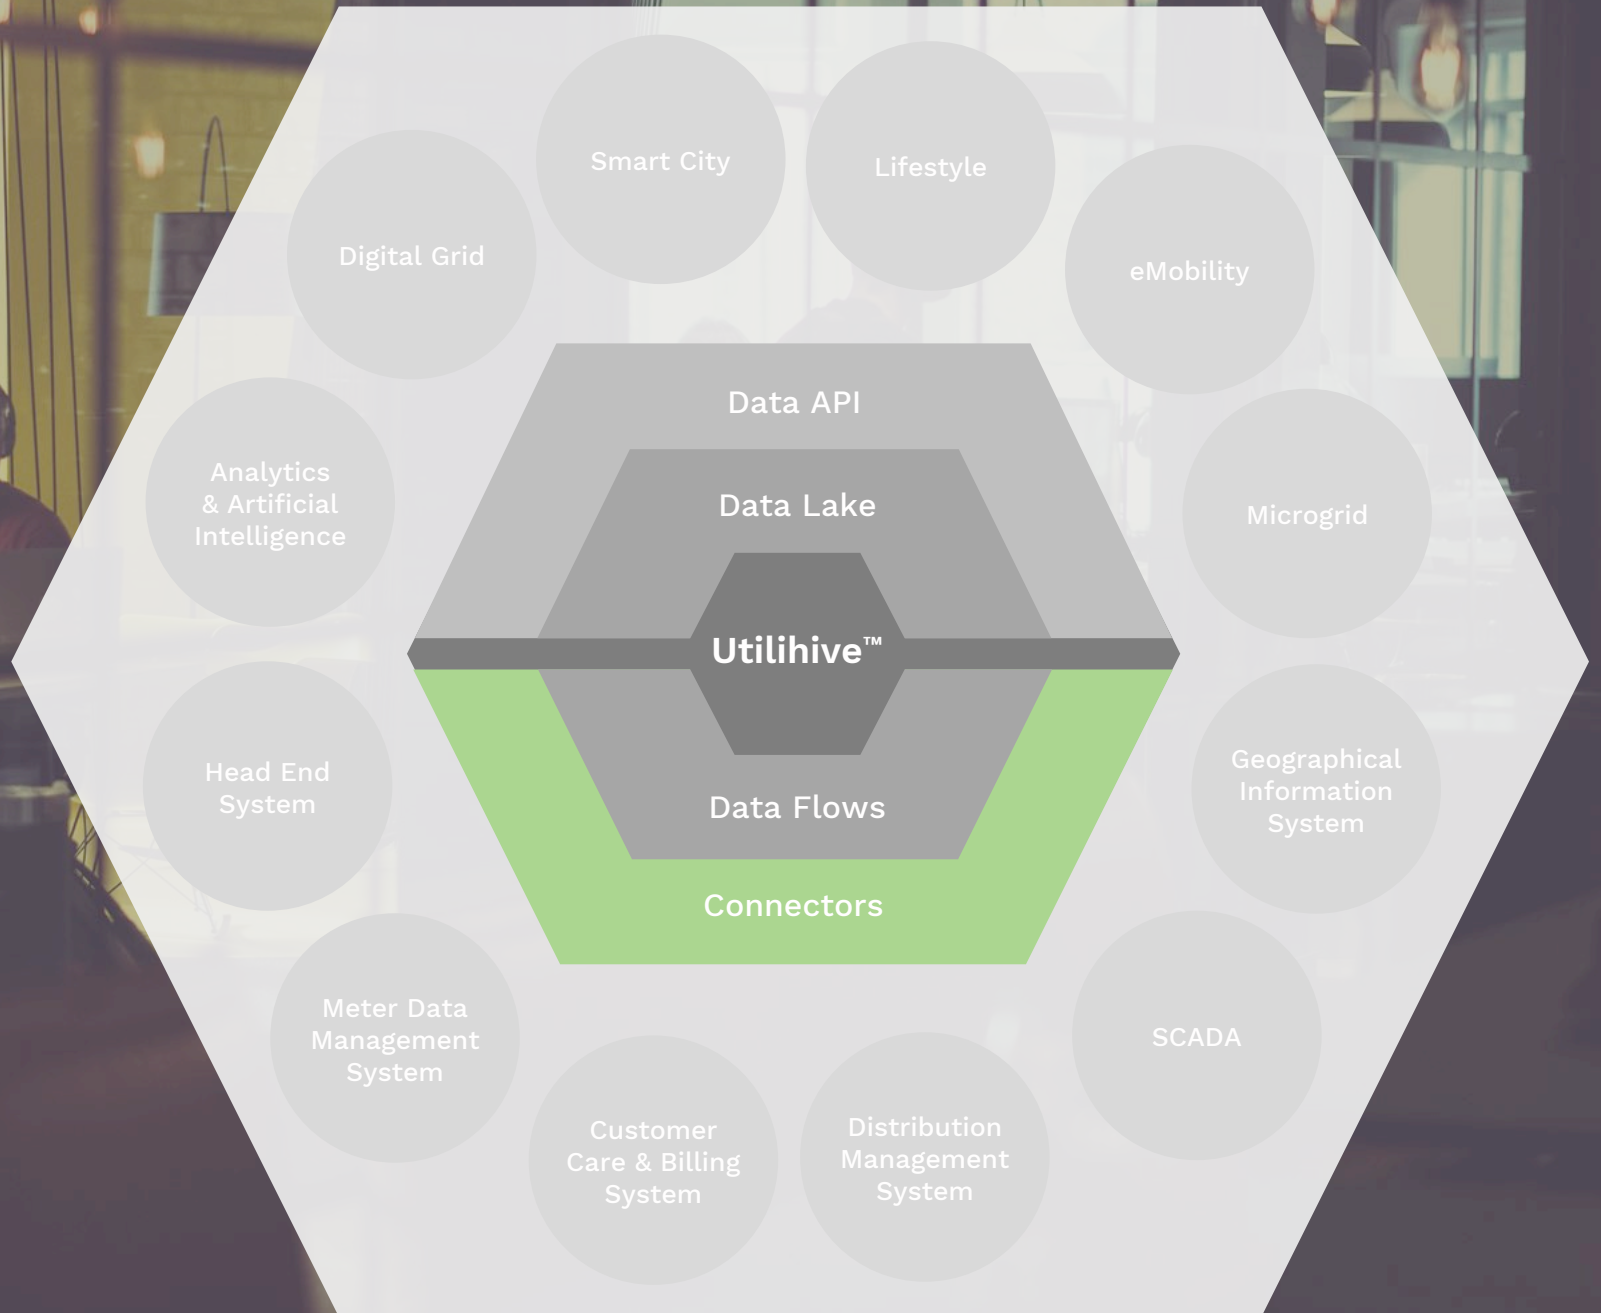 Smart City
Lifestyle
Digital Grid
eMobility
Data API
Analytics
& Artificial
Intelligence
Data Lake
Microgrid
Utilihive™
Head End
System
Geographical
Information
System
Data Flows
Connectors
Meter Data
Management
System
SCADA
Customer
Care & Billing
System
Distribution
Management
System